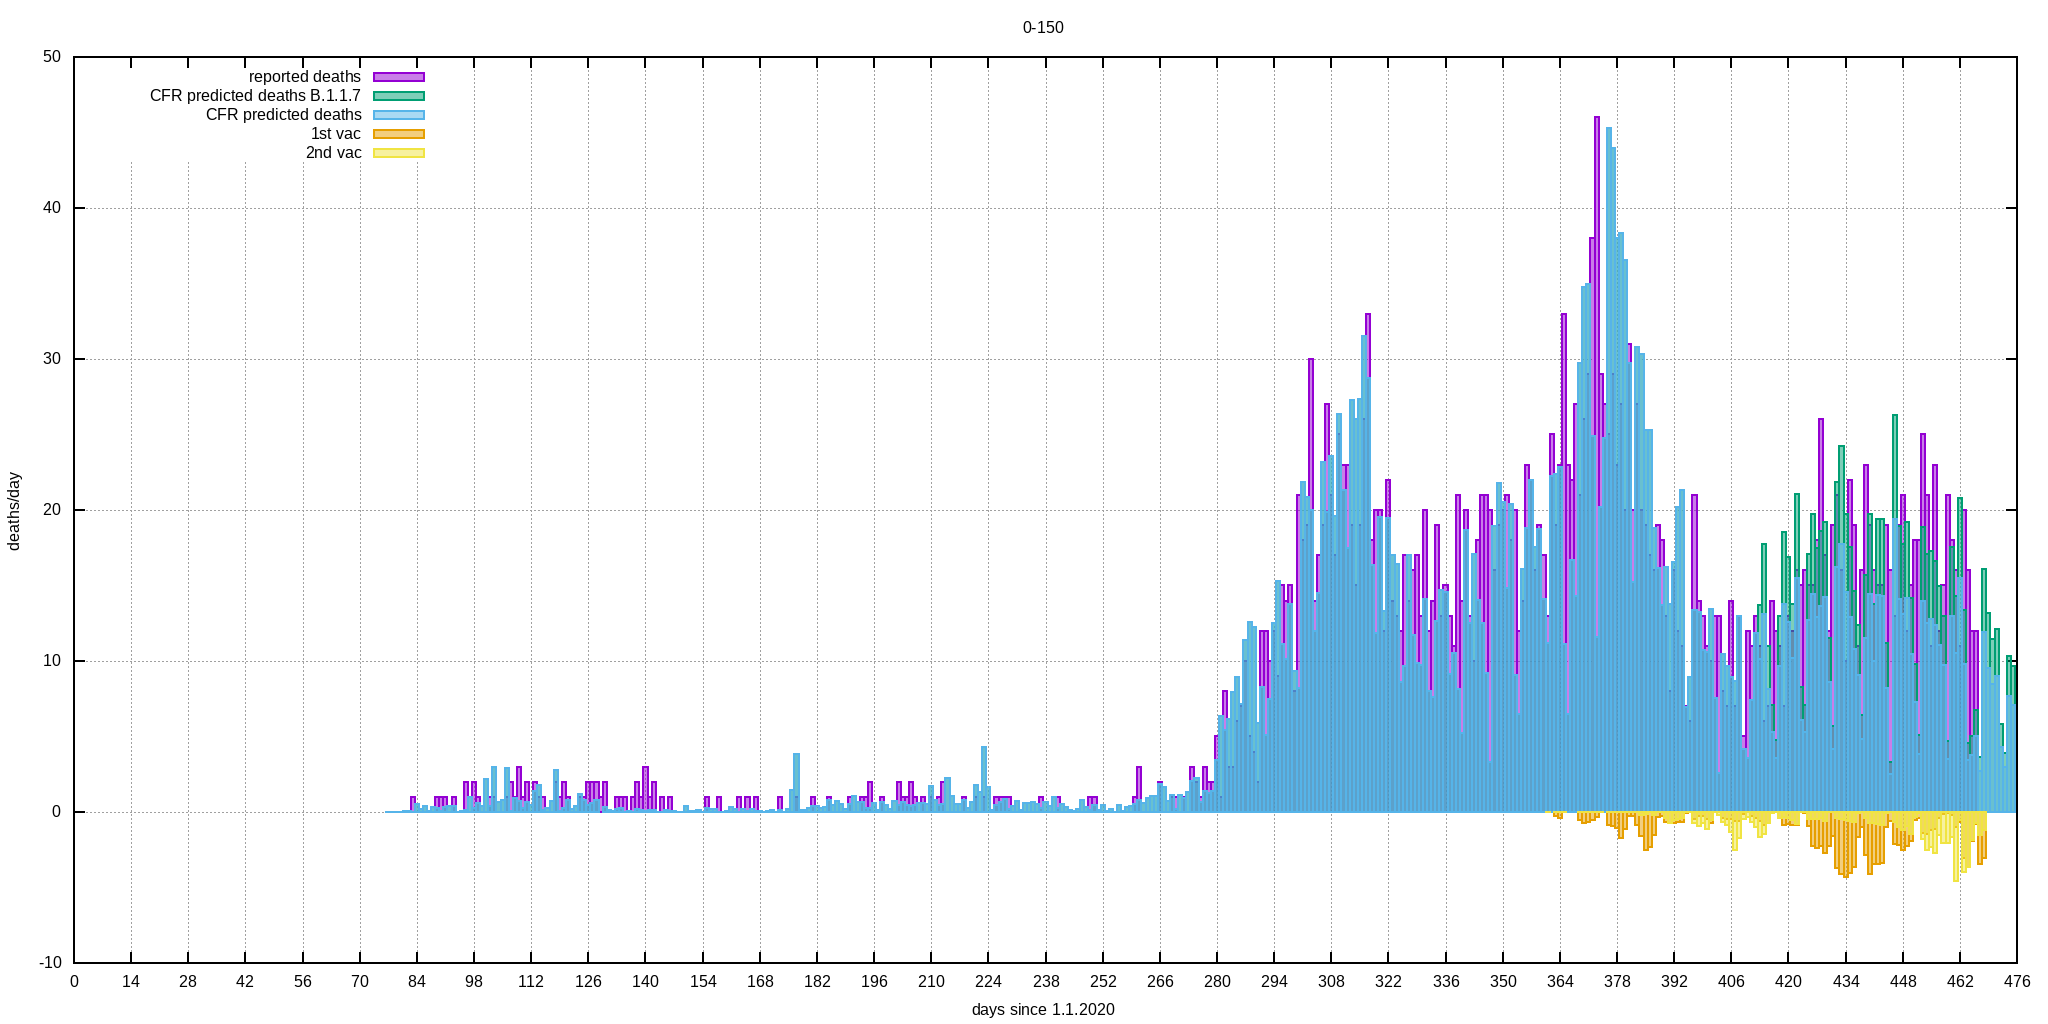 0-150
50
reported deaths
CFR predicted deaths B.1.1.7
CFR predicted deaths
1st vac
2nd vac
40
30
deaths/day
20
10
0
-10
0 14 28 42 56 70 84 98 112 126 140 154 168 182 196 210 224 238 252 266 280 294 308 322 336 350 364 378 392 406 420 434 448 462 476
days since 1.1.2020